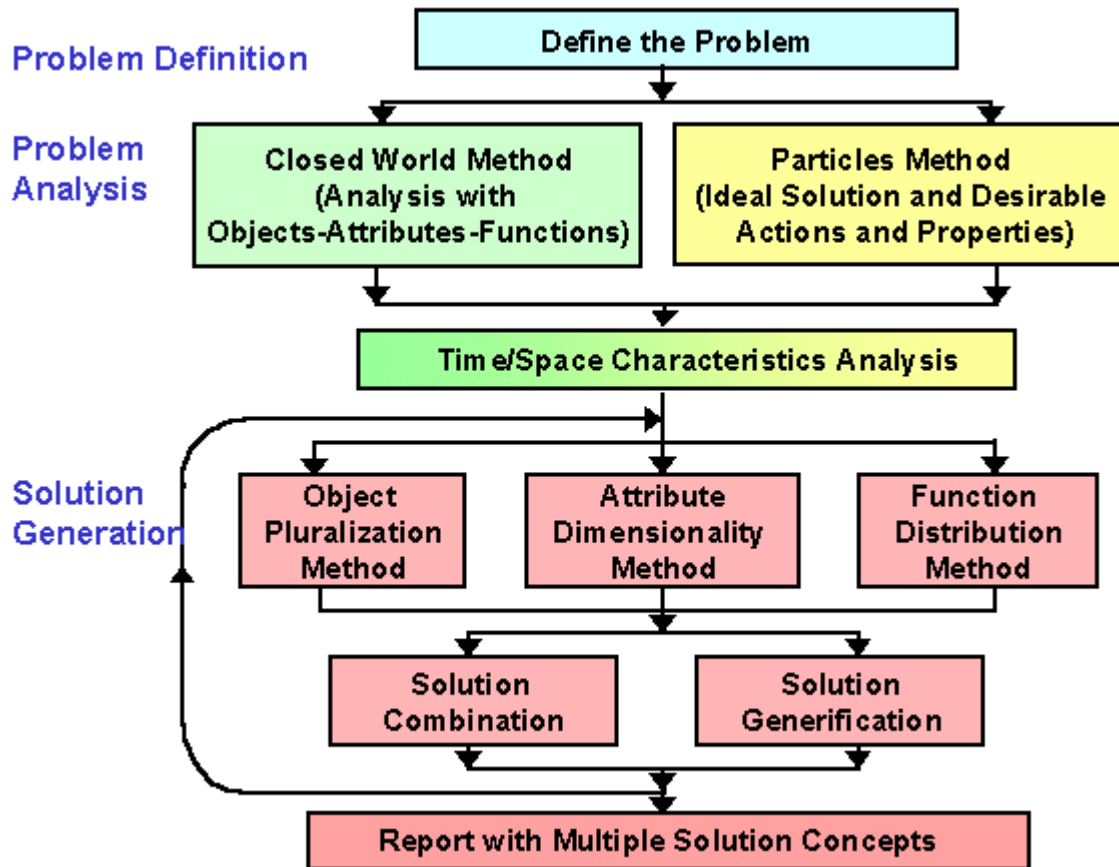 Problem Definition
Define the Problem
Problem
Analysis
Closed World Method
(Analysis with
Objects-Attributes-Functions)
Particles Method
(Ideal Solution and Desirable
Actions and Properties)
Time/Space Characteristics Analysis
Solution
Generation
Object
Pluralization
Method
Attribute
Dimensionality
Method
Function
Distribution
Method
Solution
Combination
Solution
Generification
Report with Multiple Solution Concepts